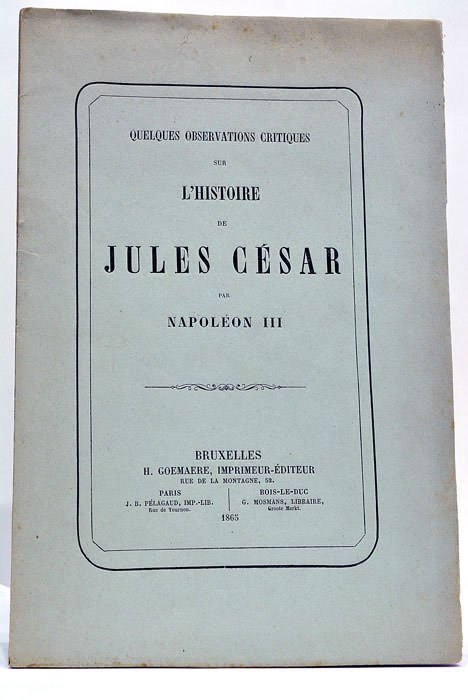 QUELQUES OBSERVATIONS CRITIQUES
SUR
L'HISTOIRE
DE
JULES CÉSAR
PAR
NAPOLÉON III
BRUXELLES
H. GOEMAERE, IMPRIMEUR-ÉDITEUR
RUE DE LA MONTAGNE, 52.
PARIS
J. B. PÉLAGAUD, IMP.-LIB.
Rue de Tournon.
BOIS-LE-DUC
G. MOSMANS, LIBRAIRE,
Groote Markt.
1865